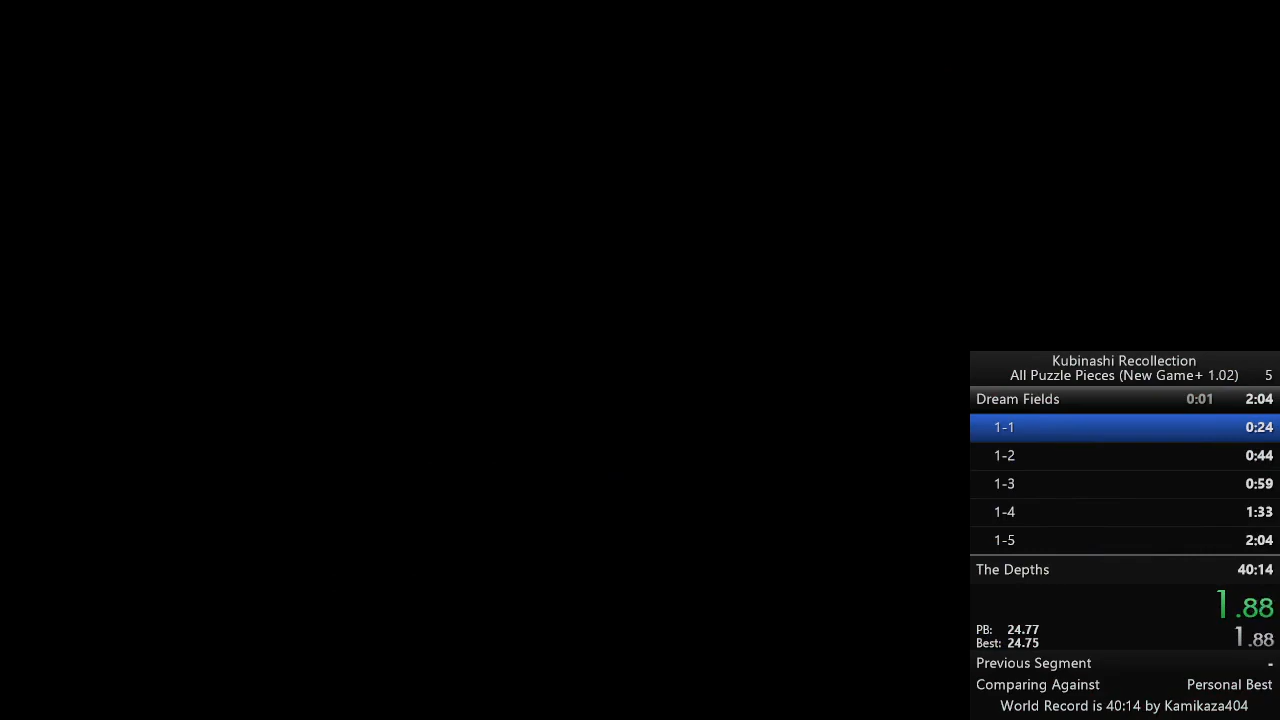 Kubinashi Recollection
All Puzzle Pieces (New Game+ 1.02) 5
Dream Fields 0:01 2:04
1-1 0:24
1-2 0:44
1-3 0:59
1-4 1:33
1-5 2:04
The Depths 40:14
1.88
PB: 24.77
Best: 24.75 1.88
Previous Segment -
Comparing Against Personal Best
World Record is 40:14 by Kamikaza404